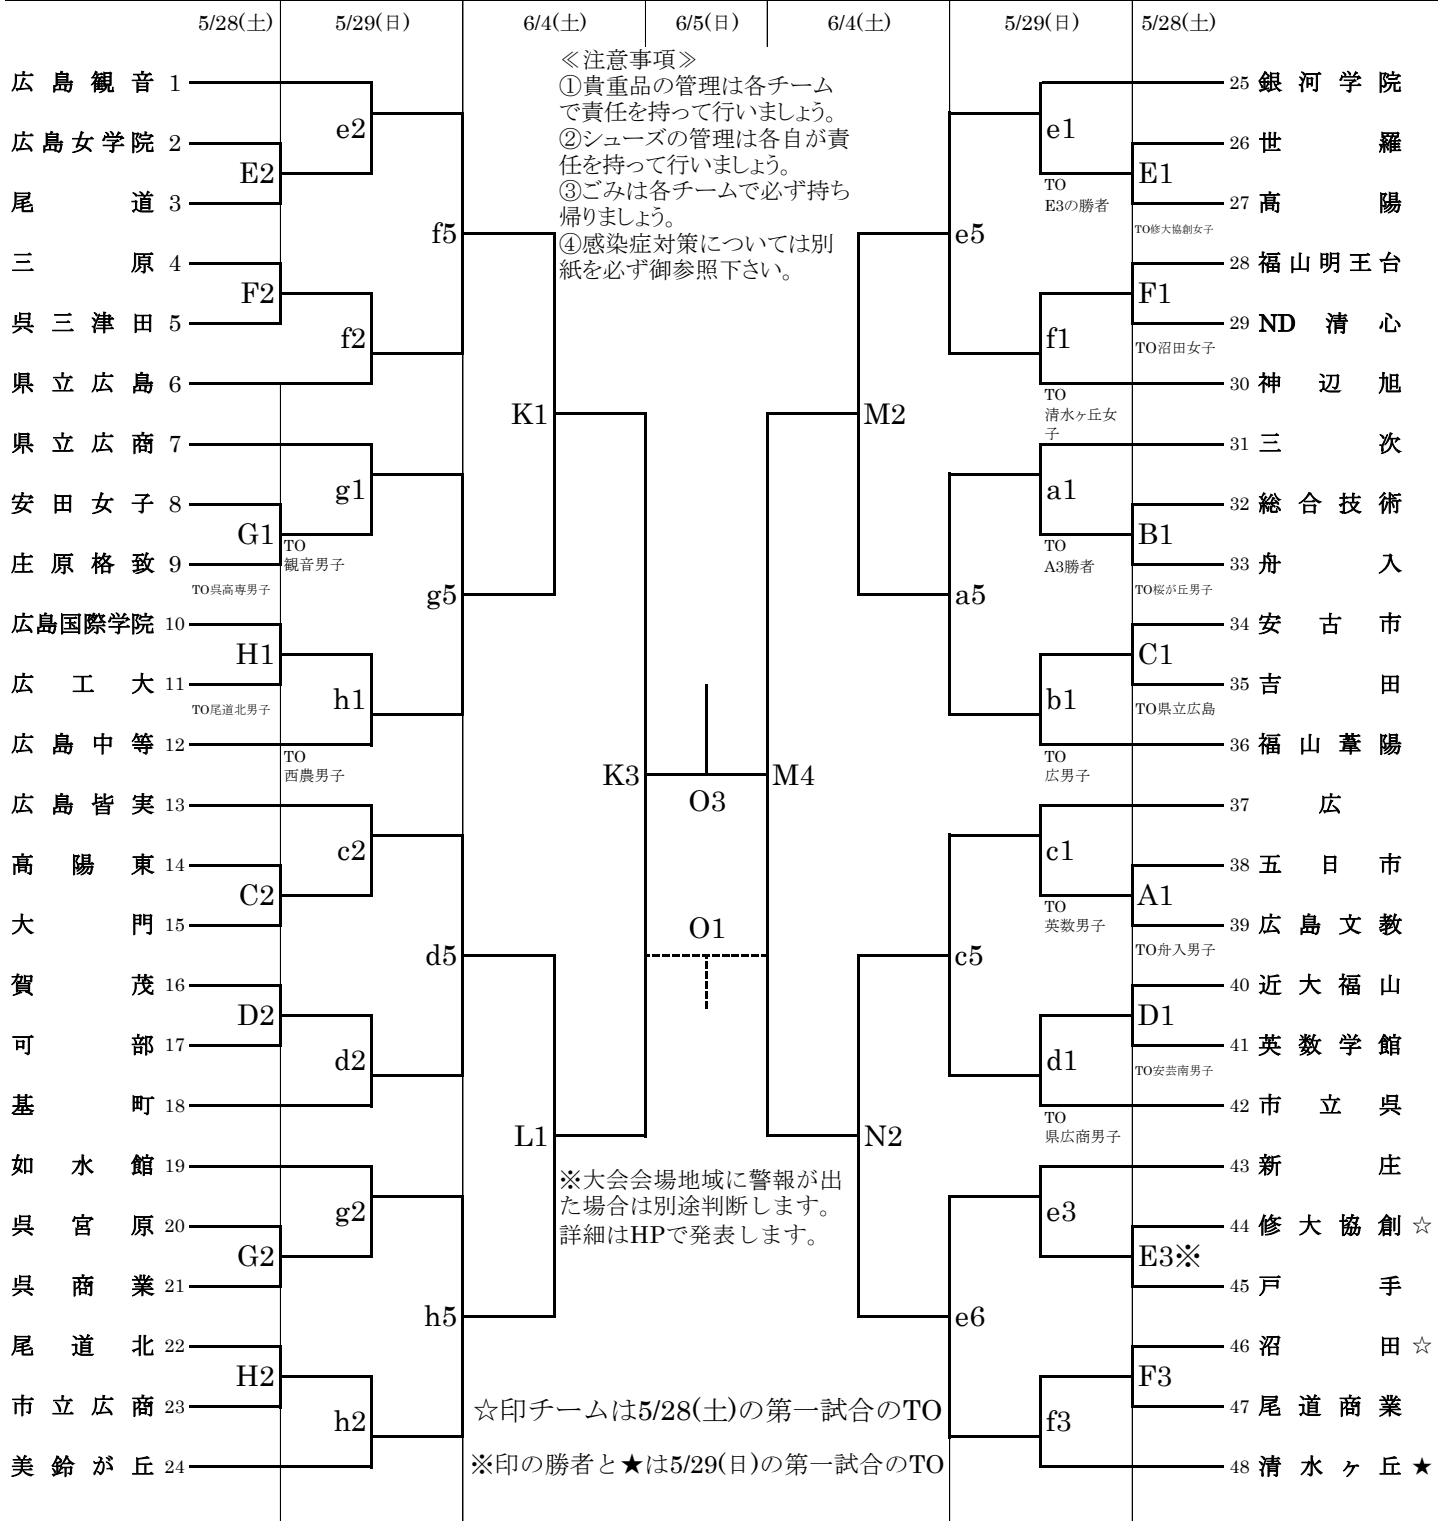 5/28(土) 5/29(日) 6/4(土) 6/5(日) 6/4(土) 5/29(日) 5/28(土)
≪注意事項≫
①貴重品の管理は各チーム
で責任を持って行いましょう。
②シューズの管理は各自が責
任を持って行いましょう。
③ごみは各チームで必ず持ち
帰りましょう。
④感染症対策については別
紙を必ず御参照下さい。
広島観音 1
広島女学院 2
尾道 3
三原 4
呉三津田 5
県立広島 6
県立広商 7
安田女子 8
庄原格致 9
広島国際学院 10
広工大 11
広島中等 12
広島皆実 13
高陽東 14
大門 15
賀茂 16
可部 17
基町 18
如水館 19
呉宮原 20
呉商業 21
尾道北 22
市立広商 23
美鈴が丘 24
E2
F2
G1
TO呉高専男子
H1
TO尾道北男子
C2
D2
G2
H2
e2
f2
g1
TO
観音男子
h1
TO
西農男子
c2
d2
g2
h2
f5
g5
d5
h5
K1
L1
K3
O3
O1
M4
M2
N2
e5
a5
c5
e6
e1
TO
E3の勝者
f1
TO
清水ヶ丘女
子
a1
TO
A3勝者
b1
TO
広男子
c1
TO
英数男子
d1
TO
県広商男子
e3
f3
E1
TO修大協創女子
F1
TO沼田女子
B1
TO桜が丘男子
C1
TO県立広島
A1
TO舟入男子
D1
TO安芸南男子
E3※
F3
25 銀河学院
26 世羅
27 高陽
28 福山明王台
29 ND清心
30 神辺旭
31 三次
32 総合技術
33 舟入
34 安古市
35 吉田
36 福山葦陽
37 広
38 五日市
39 広島文教
40 近大福山
41 英数学館
42 市立呉
43 新庄
44 修大協創 ☆
45 戸手
46 沼田 ☆
47 尾道商業
48 清水ヶ丘 ★
※大会会場地域に警報が出
た場合は別途判断します。
詳細はHPで発表します。
☆印チームは5/28(土)の第一試合のTO
※印の勝者と★は5/29(日)の第一試合のTO